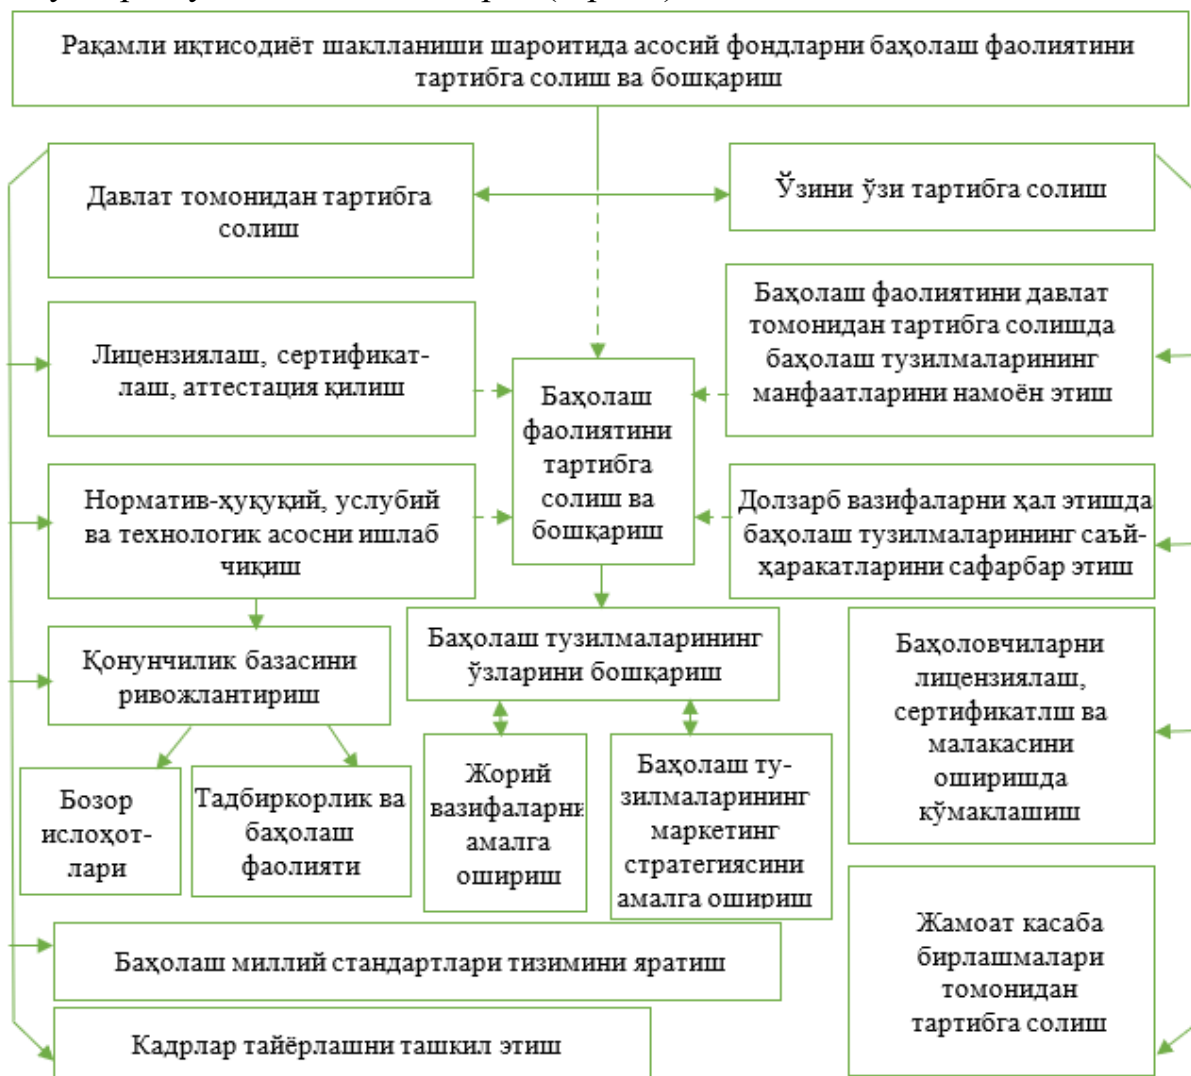 Рақамли иқтисодиёт шаклланиши шароитида асосий фондларни баҳолаш фаолиятини
тартибга солиш ва бошқариш
Давлат томонидан тартибга
солиш
Ўзини ўзи тартибга солиш
Лицензиялаш, сертификат-
лаш, аттестация қилиш
Баҳолаш
фаолиятини
тартибга
солиш ва
бошқариш
Баҳолаш фаолиятини давлат
томонидан тартибга солишда
баҳолаш тузилмаларининг
манфаатларини намоён этиш
Норматив-ҳуқуқий, услубий
ва технологик асосни ишлаб
чиқиш
Долзарб вазифаларни ҳал этишда
баҳолаш тузилмаларининг саъй-
ҳаракатларини сафарбар этиш
Қонунчилик базасини
ривожлантириш
Баҳолаш тузилмаларининг
ўзларини бошқариш
Баҳоловчиларни
лицензиялаш,
сертификатлш ва
малакасини
оширишда
кўмаклашиш
Бозор
ислоҳот-
лари
Тадбиркорлик ва
баҳолаш
фаолияти
Жорий
вазифаларни
амалга
ошириш
Баҳолаш ту-
зилмаларининг
маркетинг
стратегиясини
амалга ошириш
Баҳолаш миллий стандартлари тизимини яратиш
Жамоат касаба
бирлашмалари
томонидан
тартибга солиш
Кадрлар тайёрлашни ташкил этиш